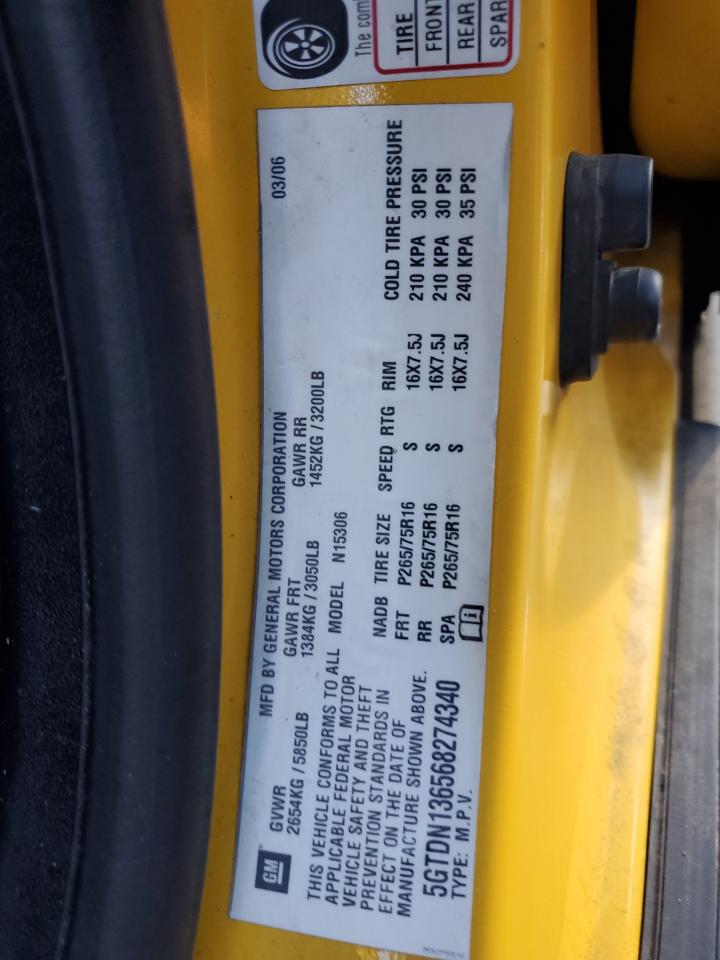 The com
TIRE
FRONT
REAR
SPAR
MFD BY GENERAL MOTORS CORPORATION 03/06
GM
GVWR GAWR FRT GAWR RR
2654KG / 5850LB 1384KG / 3050LB 1452KG / 3200LB
THIS VEHICLE CONFORMS TO ALL
APPLICABLE FEDERAL MOTOR
VEHICLE SAFETY AND THEFT
PREVENTION STANDARDS IN
EFFECT ON THE DATE OF
MANUFACTURE SHOWN ABOVE.
5GTDN136568274340
TYPE: M.P.V.
MODEL N15306
NADB TIRE SIZE SPEED RTG RIM COLD TIRE PRESSURE
FRT P265/75R16 S 16X7.5J 210 KPA 30 PSI
RR P265/75R16 S 16X7.5J 210 KPA 30 PSI
SPA P265/75R16 S 16X7.5J 240 KPA 35 PSI